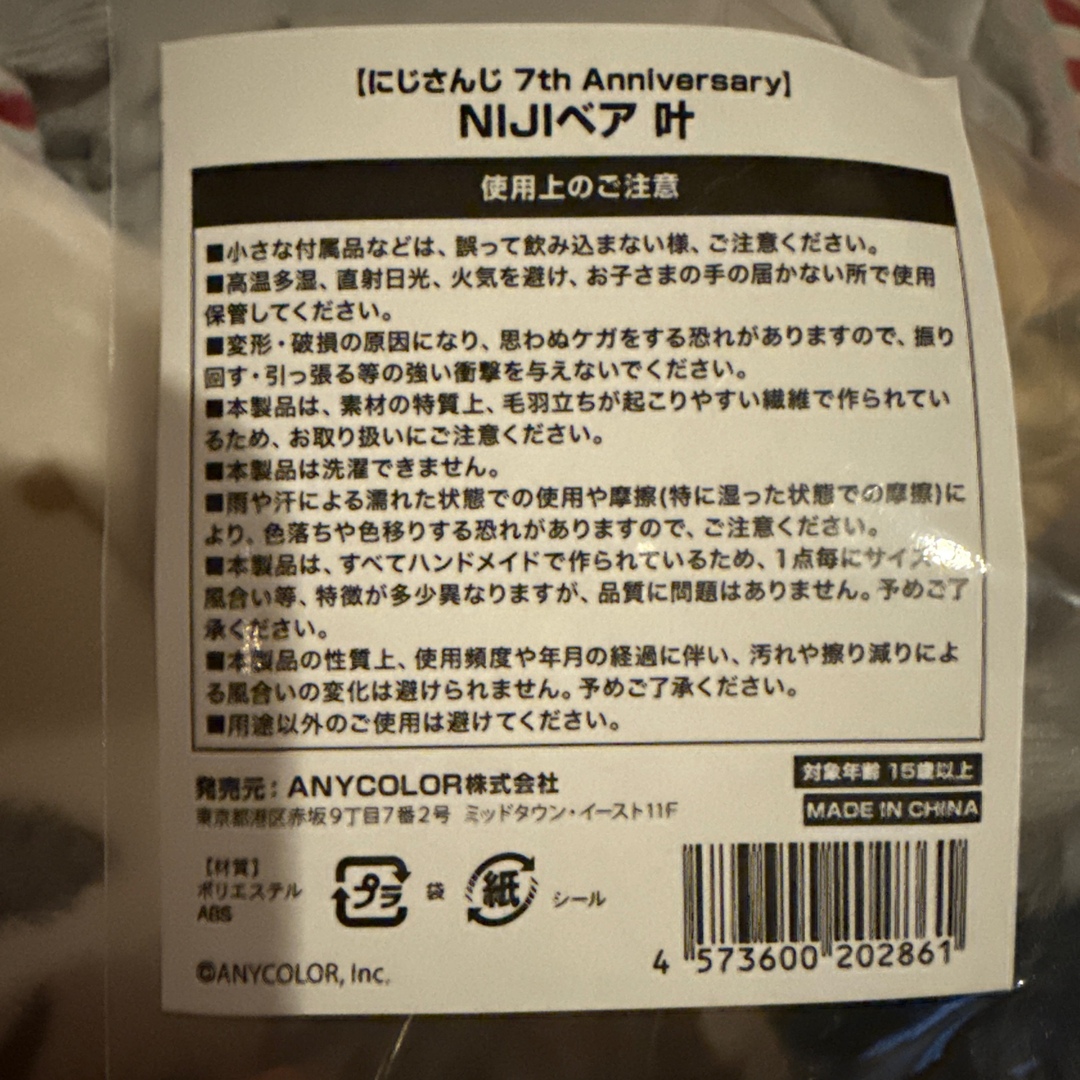 【にじさんじ 7th Anniversary】
NIJIベア 叶
使用上のご注意
■小さな付属品などは、誤って飲み込まない様、ご注意ください。
■高温多湿、直射日光、火気を避け、お子さまの手の届かない所で使用
保管してください。
■変形・破損の原因になり、思わぬケガをする恐れがありますので、振り
回す・引っ張る等の強い衝撃を与えないでください。
■本製品は、素材の特質上、毛羽立ちが起こりやすい繊維で作られてい
るため、お取り扱いにご注意ください。
■本製品は洗濯できません。
■雨や汗による濡れた状態での使用や摩擦(特に湿った状態での摩擦)に
より、色落ちや色移りする恐れがありますので、ご注意ください。
■本製品は、すべてハンドメイドで作られているため、1点毎にサイズ
風合い等、特徴が多少異なりますが、品質に問題はありません。予めご了
承ください。
■本製品の性質上、使用頻度や年月の経過に伴い、汚れや擦り減りによ
る風合いの変化は避けられません。予めご了承ください。
■用途以外のご使用は避けてください。
発売元：ANYCOLOR株式会社
東京都港区赤坂9丁目7番2号 ミッドタウン・イースト11F
対象年齢 15歳以上
MADE IN CHINA
【材質】
ポリエステル
ABS
プラ 袋 紙 シール
4 573600 202861
©ANYCOLOR, Inc.